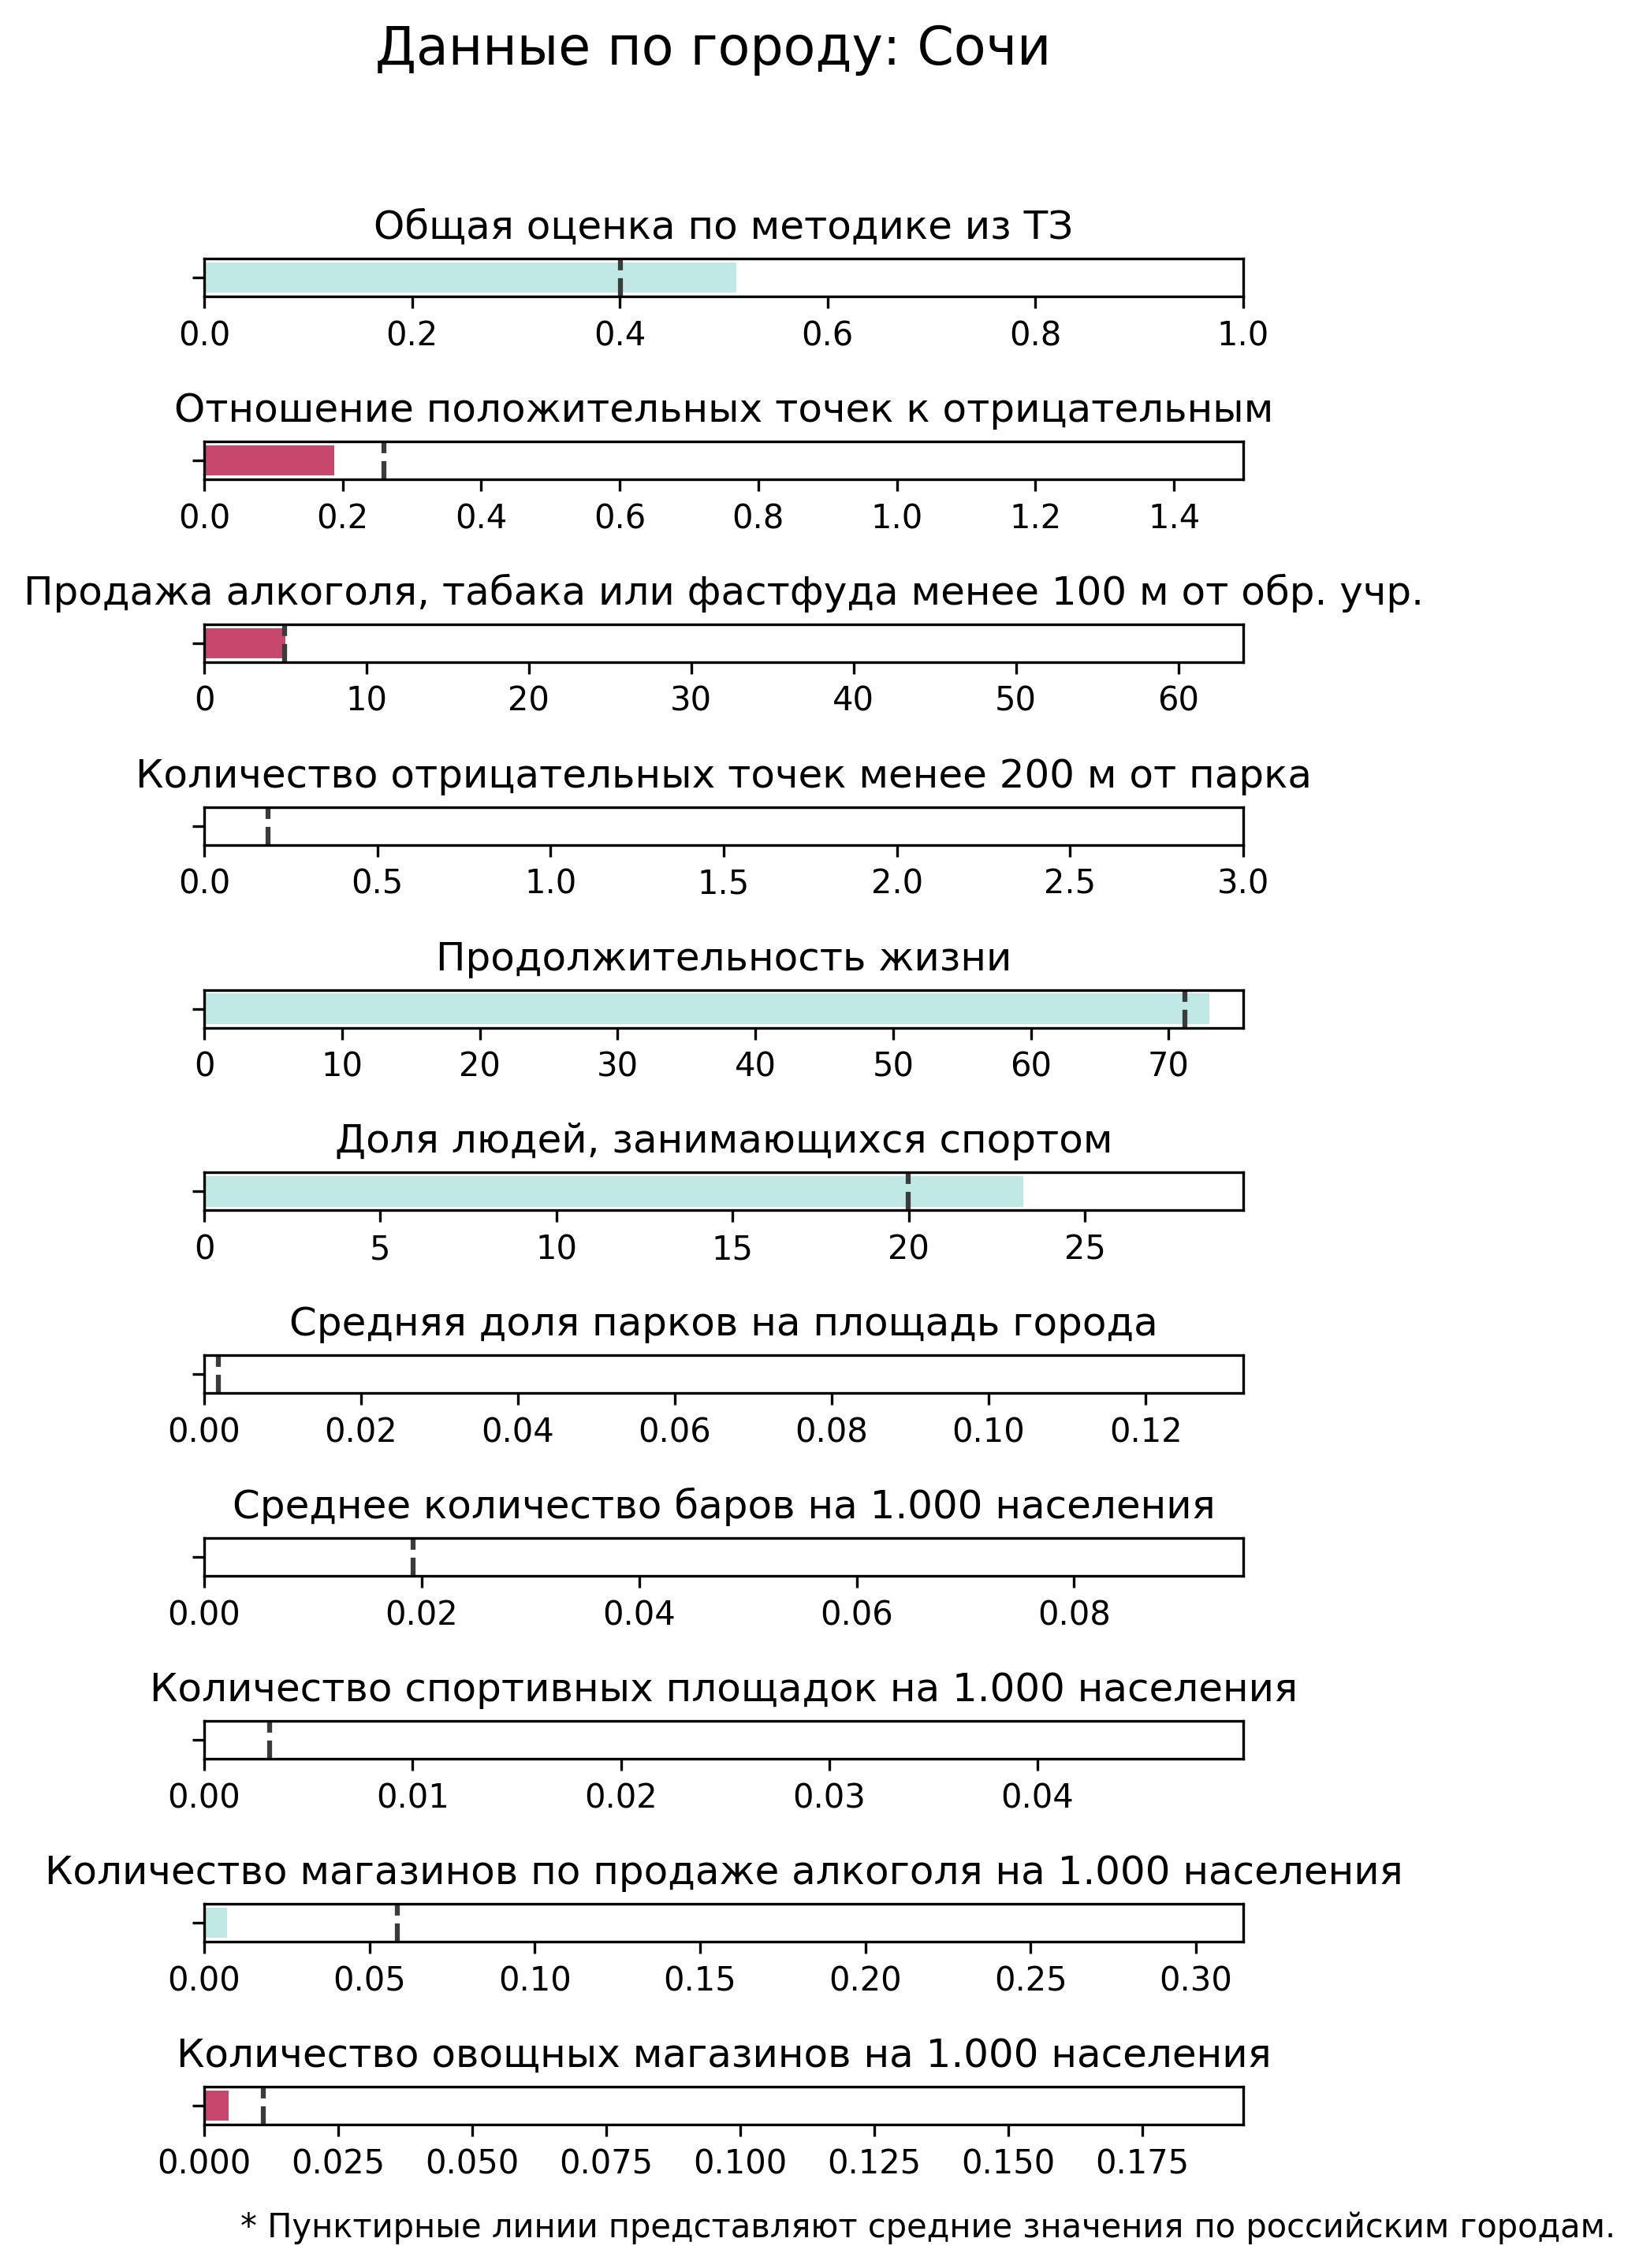 Данные по городу: Сочи
Общая оценка по методике из ТЗ
0.0 0.2 0.4 0.6 0.8 1.0
Отношение положительных точек к отрицательным
0.0 0.2 0.4 0.6 0.8 1.0 1.2 1.4
Продажа алкоголя, табака или фастфуда менее 100 м от обр. учр.
0 10 20 30 40 50 60
Количество отрицательных точек менее 200 м от парка
0.0 0.5 1.0 1.5 2.0 2.5 3.0
Продолжительность жизни
0 10 20 30 40 50 60 70
Доля людей, занимающихся спортом
0 5 10 15 20 25
Средняя доля парков на площадь города
0.00 0.02 0.04 0.06 0.08 0.10 0.12
Среднее количество баров на 1.000 населения
0.00 0.02 0.04 0.06 0.08
Количество спортивных площадок на 1.000 населения
0.00 0.01 0.02 0.03 0.04
Количество магазинов по продаже алкоголя на 1.000 населения
0.00 0.05 0.10 0.15 0.20 0.25 0.30
Количество овощных магазинов на 1.000 населения
0.000 0.025 0.050 0.075 0.100 0.125 0.150 0.175
* Пунктирные линии представляют средние значения по российским городам.